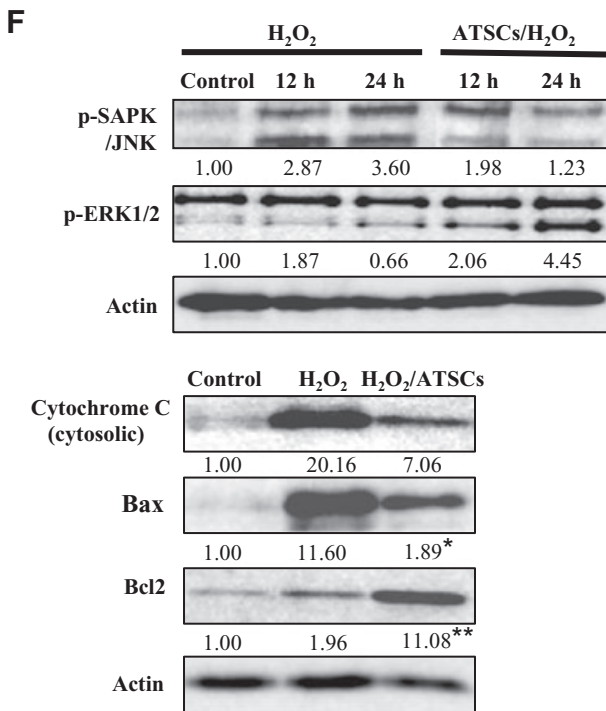 F
H₂O₂ ATSCs/H₂O₂
Control 12 h 24 h 12 h 24 h
p-SAPK
/JNK
1.00 2.87 3.60 1.98 1.23
p-ERK1/2
1.00 1.87 0.66 2.06 4.45
Actin
Control H₂O₂ H₂O₂/ATSCs
Cytochrome C
(cytosolic)
1.00 20.16 7.06
Bax
1.00 11.60 1.89*
Bcl2
1.00 1.96 11.08**
Actin